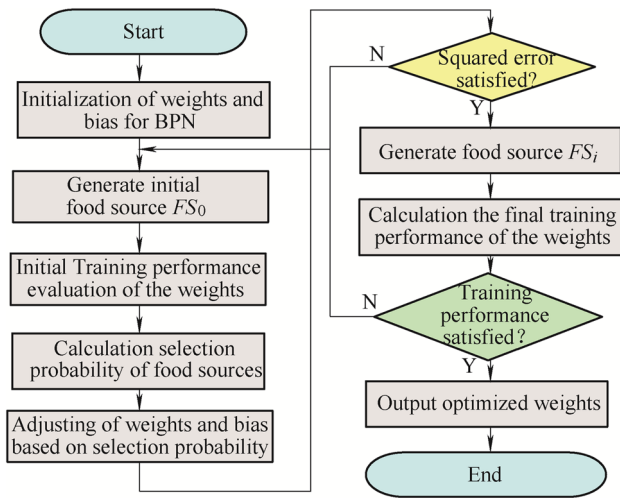 Start
Initialization of weights and
bias for BPN
Generate initial
food source FS0
Initial Training performance
evaluation of the weights
Calculation selection
probability of food sources
Adjusting of weights and bias
based on selection probability
N
Squared error
satisfied?
Y
Generate food source FSi
Calculation the final training
performance of the weights
N
Training
performance
satisfied?
Y
Output optimized weights
End